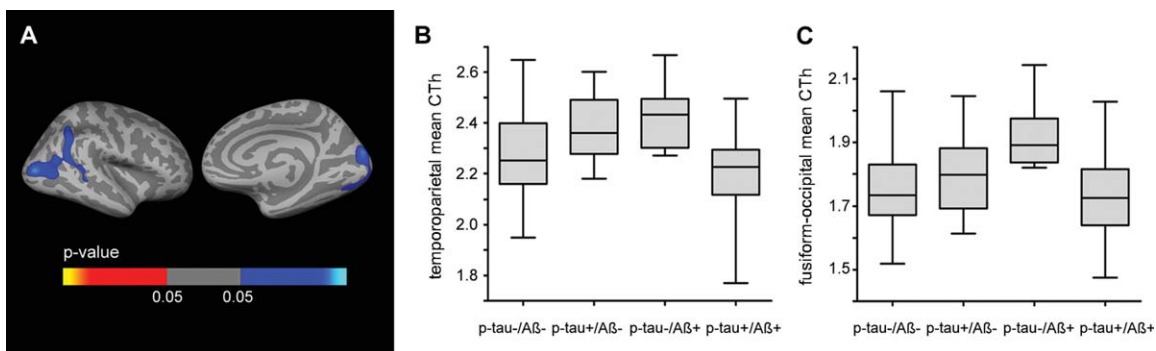 A
p-value
0.05 0.05
B
temporoparietal mean CTh
2.6
2.4
2.2
2.0
1.8
p-tau-/Aß- p-tau+/Aß- p-tau-/Aß+ p-tau+/Aß+
C
fusiform-occipital mean CTh
2.1
1.9
1.7
1.5
p-tau-/Aß- p-tau+/Aß- p-tau-/Aß+ p-tau+/Aß+